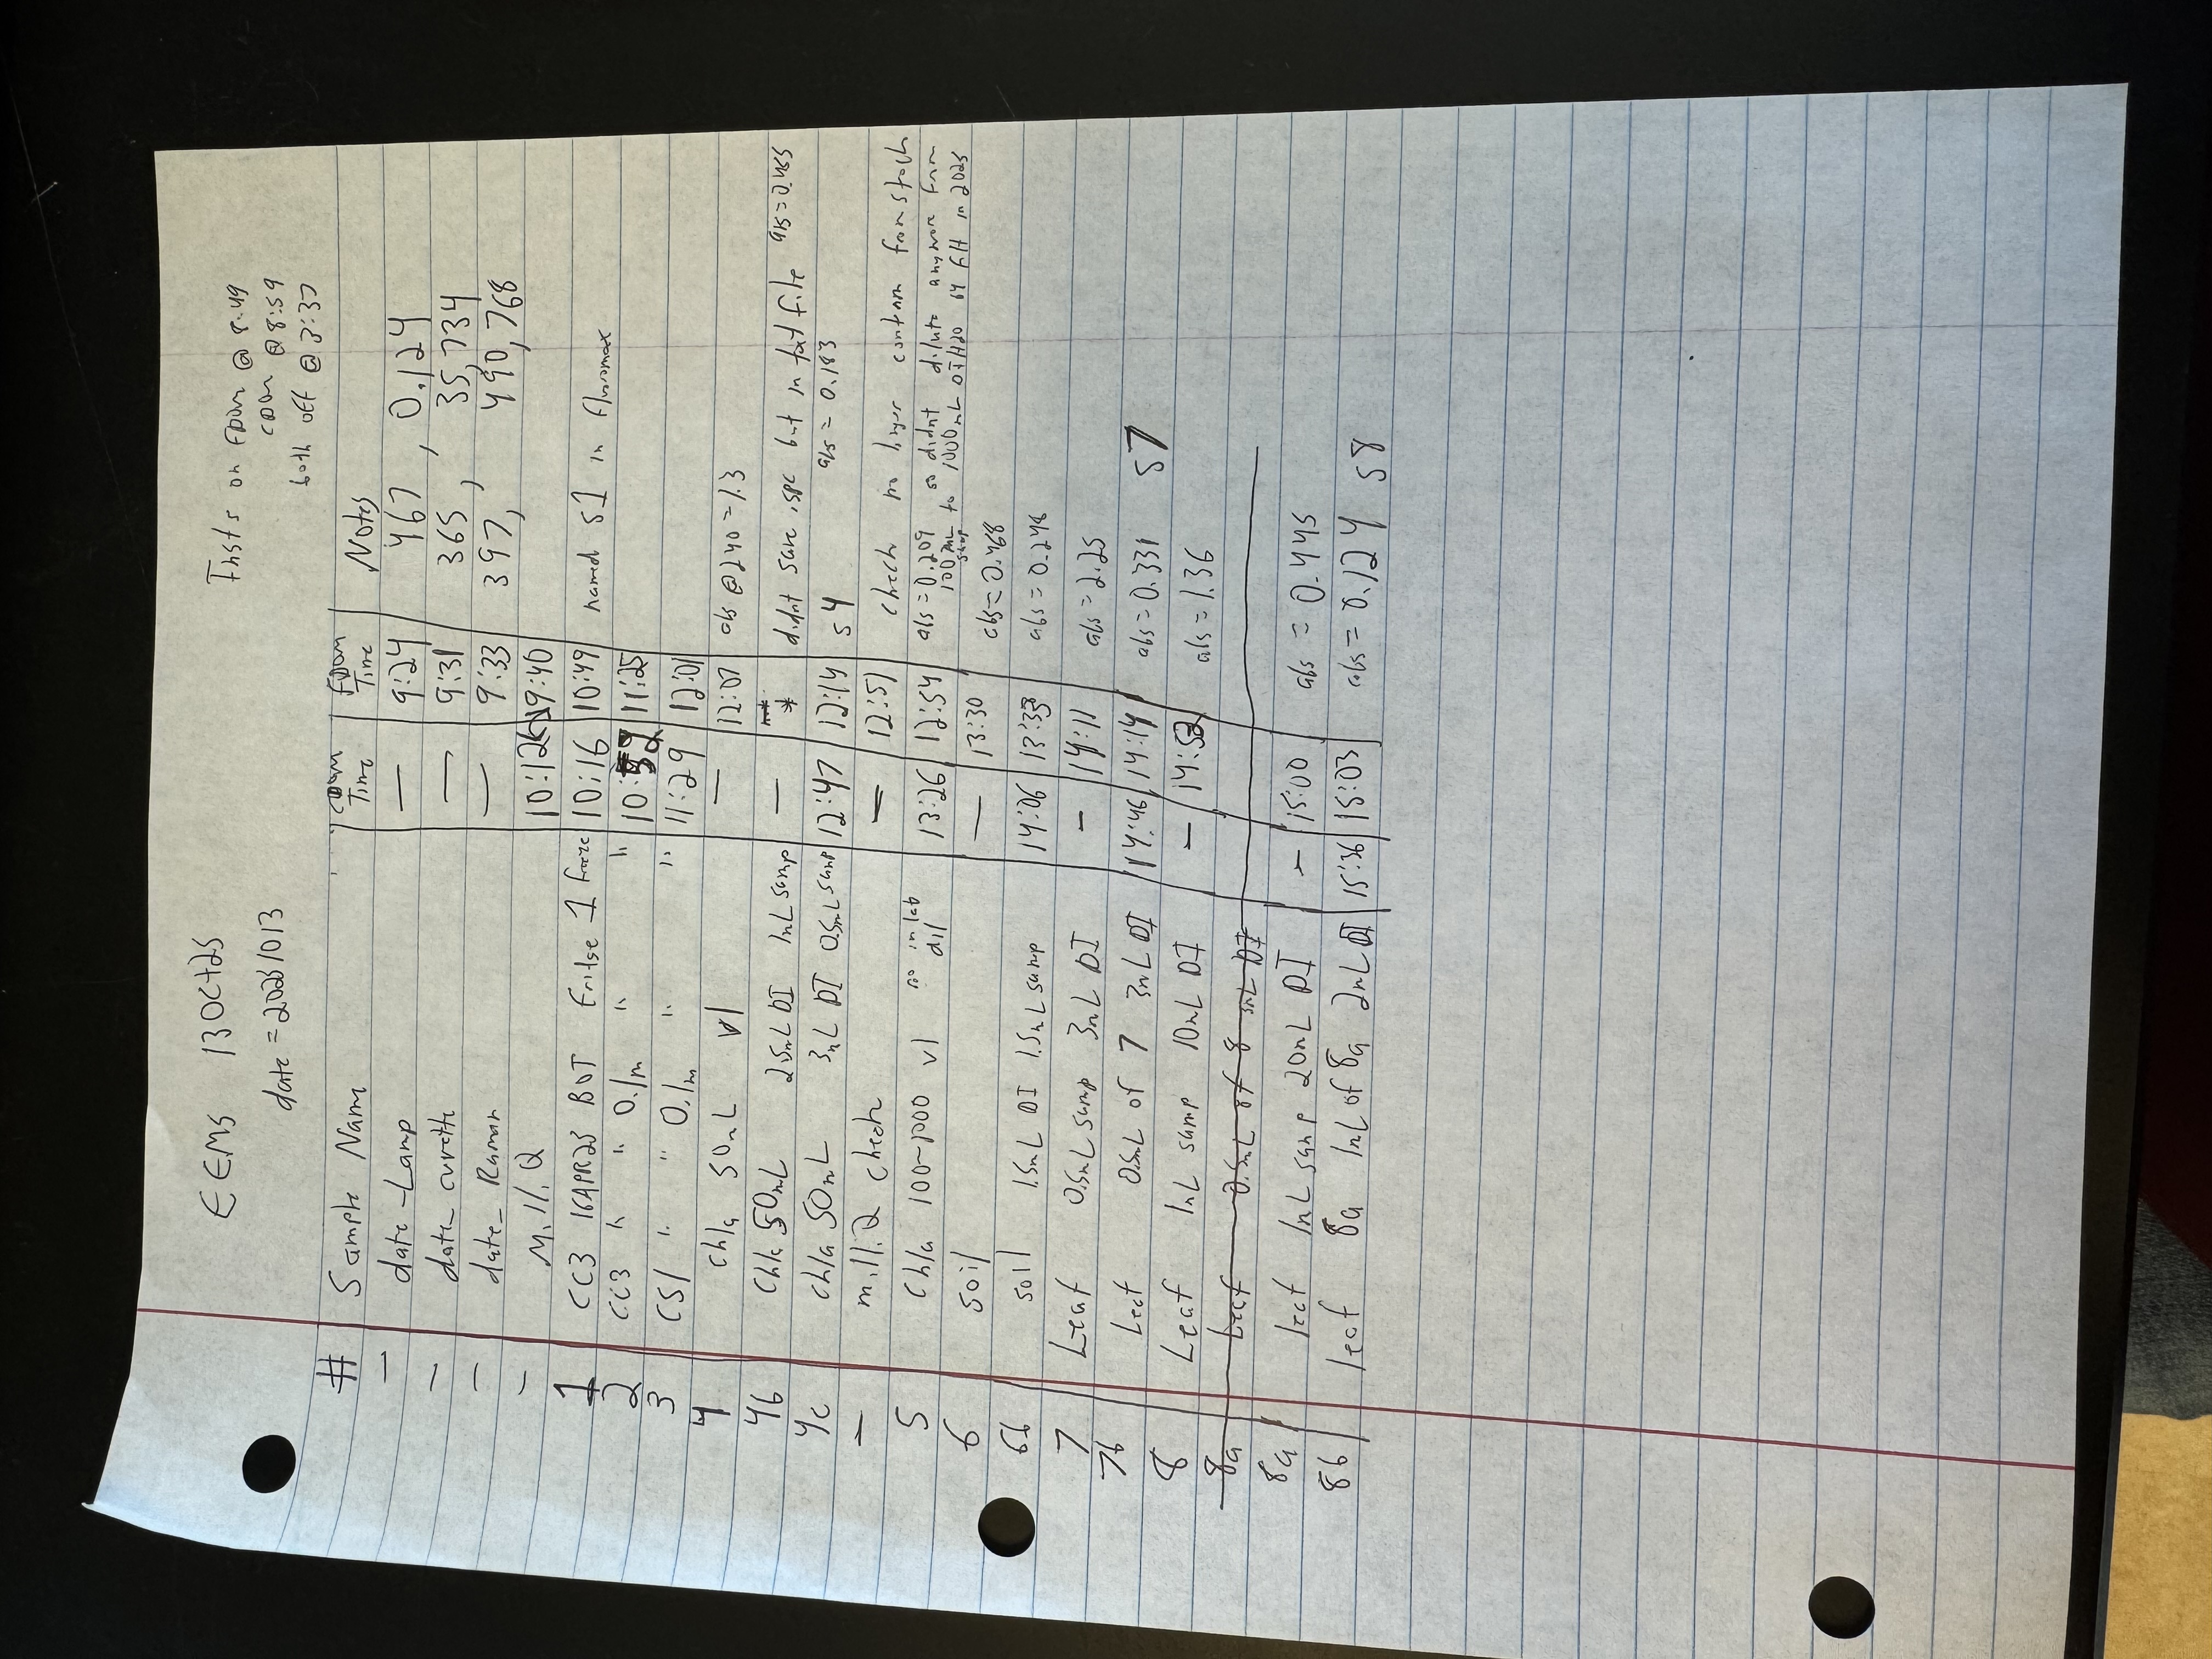 EEMS 13Oct25
Insts on FDOM @ 8:49
date = 20251013
CDOM @ 8:59
both off @ 3:37
# Sample Name CDOM Time FDOM Time Notes
— date-Lamp — 9:24 467, 0.124
— date_cuvette — 9:31 365, 35,734
— date_Raman — 9:33 397, 490,768
— Milli Q 10:12 9:40
1 CC3 16APR23 BOT 1 freeze 10:16 10:49 named S1 in fluoromax
2 CC3 " " 0.1m " " 10:52 11:25
3 CS1 " " 0.1m " " 11:29 12:01
4 chla 50mL v1 — 12:07 abs @240 = 1.3
4b chla 50mL 2.5mL DI 1mL samp — * didnt save .spc but in txt file abs=0.465
4c chla 50mL 3mL DI 0.5mL samp 12:47 12:14 S4 abs = 0.183
— milliQ check — 12:51 check no longer contam from stock
5 Chla 100-1000 v1 no in lab dil 13:26 12:54 abs=0.209 so didnt dilute anymore from
100mL samp to 1000mL DI H20 by EH in 2025
6 soil — 13:30 abs=0.468
6b soil 1.5mL DI 1.5mL samp 14:06 13:33 abs=0.248
7 Leaf 0.5mL samp 3mL DI — 14:11 abs=2.25
7b Leaf 0.5mL of 7 3mL DI 14:46 14:14 abs=0.331 S7
8 Leaf 1mL samp 10mL DI — 14:52 abs=1.36
8a Leaf 0.5mL of 8 3mL DI
8a leaf 1mL samp 20mL DI — 15:00 abs = 0.445
8b leaf 8a 1mL of 8a 2mL DI 15:36 15:03 abs=0.124 S8